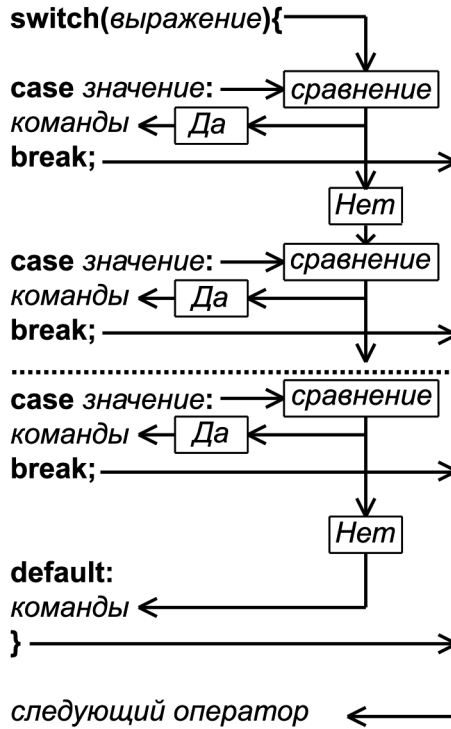 switch(выражение){
case значение: сравнение
команды Да
break;
Нет
case значение: сравнение
команды Да
break;
case значение: сравнение
команды Да
break;
Нет
default:
команды
}
следующий оператор